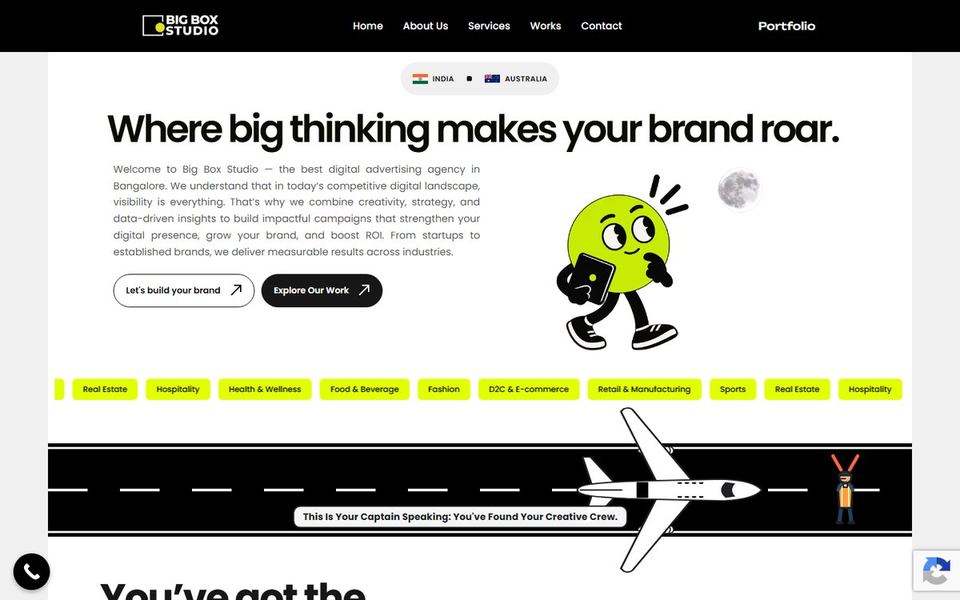 BIG BOX
STUDIO
Home About Us Services Works Contact
Portfolio
INDIA AUSTRALIA
Where big thinking makes your brand roar.
Welcome to Big Box Studio — the best digital advertising agency in
Bangalore. We understand that in today's competitive digital landscape,
visibility is everything. That's why we combine creativity, strategy, and
data-driven insights to build impactful campaigns that strengthen your
digital presence, grow your brand, and boost ROI. From startups to
established brands, we deliver measurable results across industries.
Let's build your brand Explore Our Work
Real Estate Hospitality Health & Wellness Food & Beverage Fashion D2C & E-commerce Retail & Manufacturing Sports Real Estate Hospitality
This Is Your Captain Speaking: You've Found Your Creative Crew.
You've got the